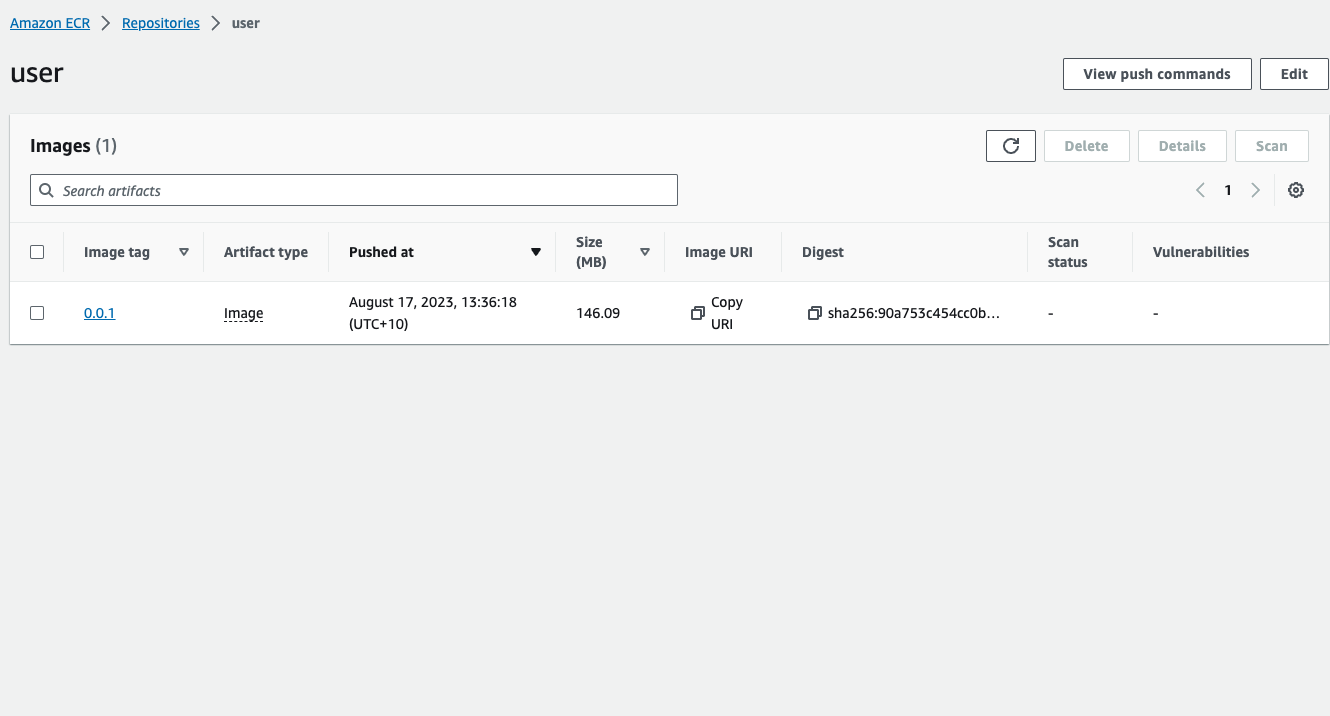 Amazon ECR > Repositories > user
user
View push commands
Edit
Images (1)
Delete
Details
Scan
Search artifacts
1
Image tag
Artifact type
Pushed at
Size
(MB)
Image URI
Digest
Scan
status
Vulnerabilities
0.0.1
Image
August 17, 2023, 13:36:18
(UTC+10)
146.09
Copy
URI
sha256:90a753c454cc0b...
-
-